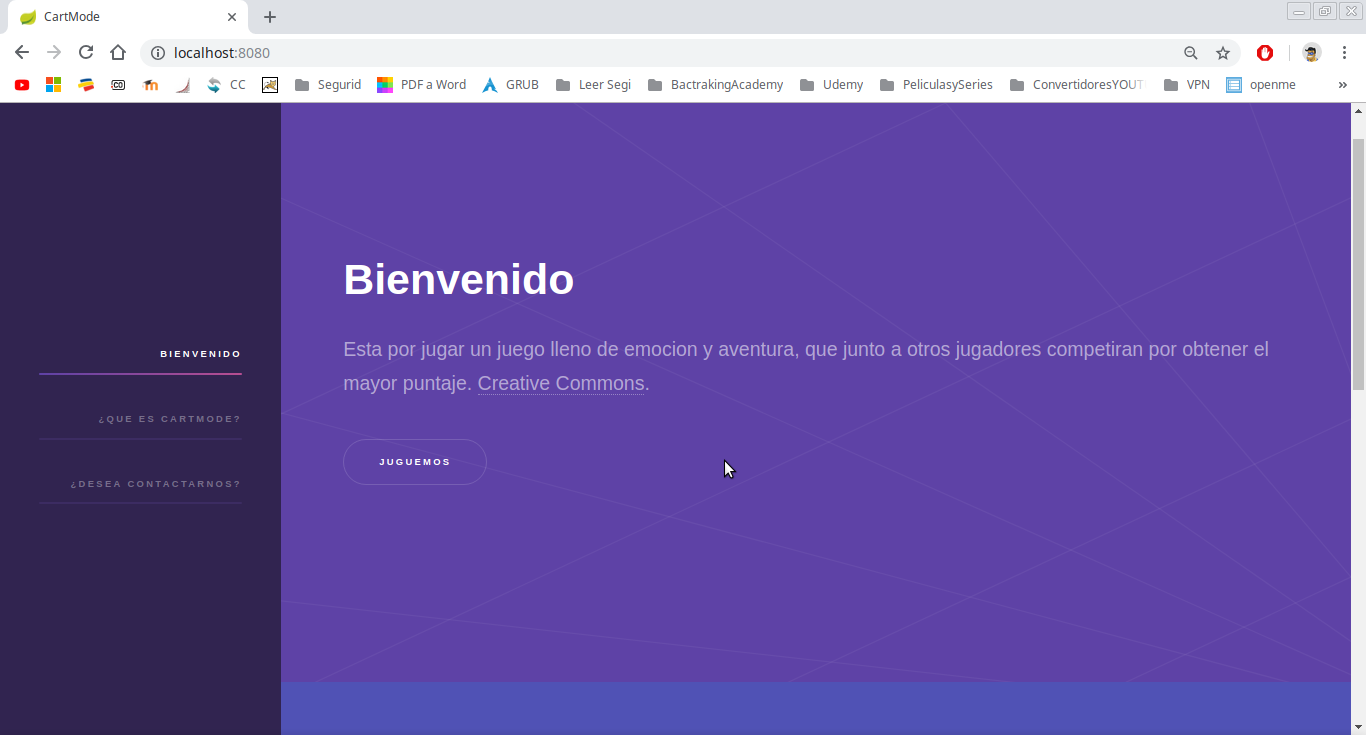 CartMode
localhost:8080
CC
Segurid
PDF a Word
GRUB
Leer Segi
BactrakingAcademy
Udemy
PeliculasySeries
ConvertidoresYOUT
VPN
openme
»
BIENVENIDO
¿QUE ES CARTMODE?
¿DESEA CONTACTARNOS?
Bienvenido
Esta por jugar un juego lleno de emocion y aventura, que junto a otros jugadores competiran por obtener el
mayor puntaje. Creative Commons.
JUGUEMOS